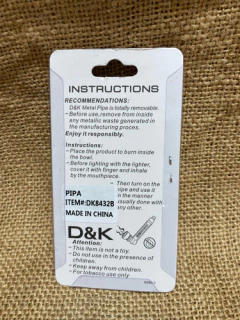 INSTRUCTIONS
RECOMMENDATIONS:
D&K Metal Pipe is totally removable.
- Before use, remove from inside
any metallic waste generated in
the manufacturing proces.
Enjoy it responsibly.
Instructions:
- Place the product to burn inside
the bowl.
- Before lighting with the lighter,
cover it with finger and inhale
by the mouthpiece.
- Then turn on the
pipe and use it
in the manner
usually done with
any other.
PIPA
ITEM#:DK8432B
MADE IN CHINA
D&K
Attention:
- This item is not a toy.
- Do not use in the presence of
children.
- Keep away from children.
- For tobacco use only